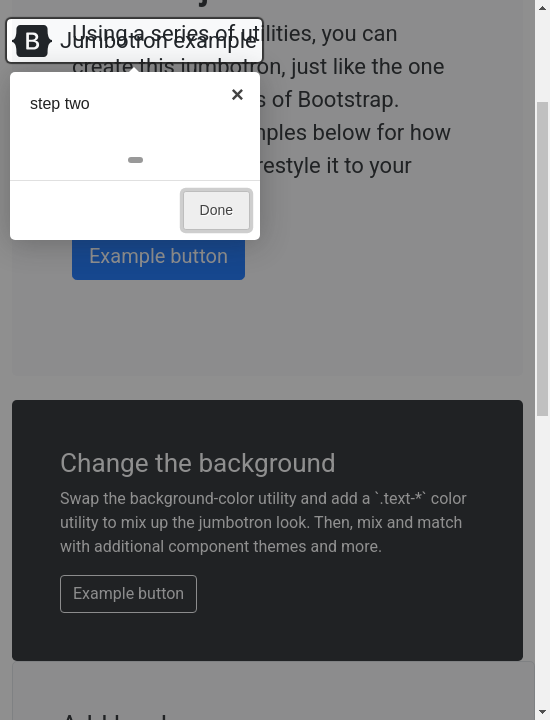 Using a series of utilities, you can
B Jumbotron example
create this jumbotron, just like the one
s of Bootstrap.
step two
×
nples below for how
restyle it to your
Done
Example button
Change the background
Swap the background-color utility and add a `.text-*` color
utility to mix up the jumbotron look. Then, mix and match
with additional component themes and more.
Example button